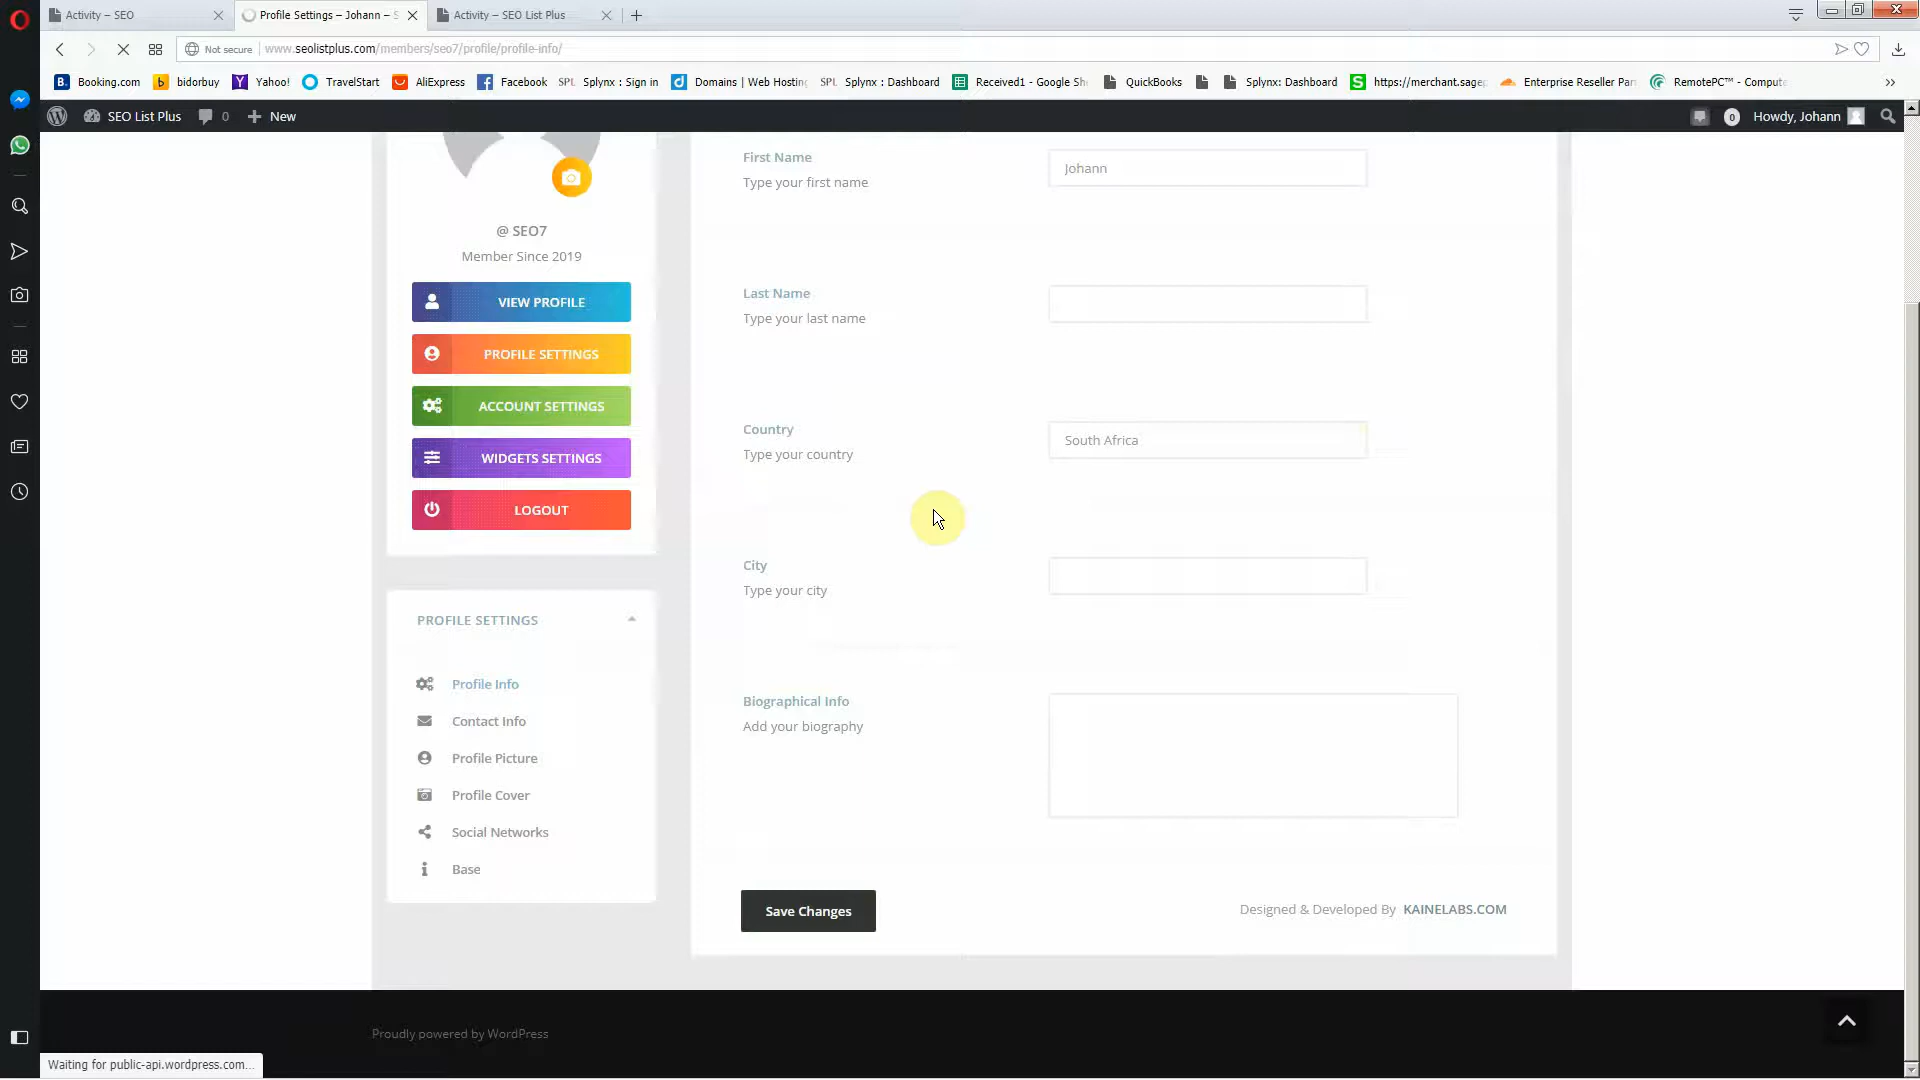 Activity – SEO
Profile Settings – Johann – S
Activity – SEO List Plus
Not secure
www.seolistplus.com/members/seo7/profile/profile-info/
Booking.com
bidorbuy
Yahoo!
TravelStart
AliExpress
Facebook
SPL Splynx : Sign in
Domains | Web Hosting
SPL Splynx : Dashboard
Received1 - Google Sh
QuickBooks
Splynx: Dashboard
https://merchant.sagep
Enterprise Reseller Par
RemotePC™ - Compute
SEO List Plus
0
New
0
Howdy, Johann
First Name
Type your first name
Johann
@ SEO7
Member Since 2019
VIEW PROFILE
PROFILE SETTINGS
ACCOUNT SETTINGS
WIDGETS SETTINGS
LOGOUT
Last Name
Type your last name
Country
Type your country
South Africa
City
Type your city
PROFILE SETTINGS
Profile Info
Contact Info
Profile Picture
Profile Cover
Social Networks
Base
Biographical Info
Add your biography
Save Changes
Designed & Developed By KAINELABS.COM
Proudly powered by WordPress
Waiting for public-api.wordpress.com...